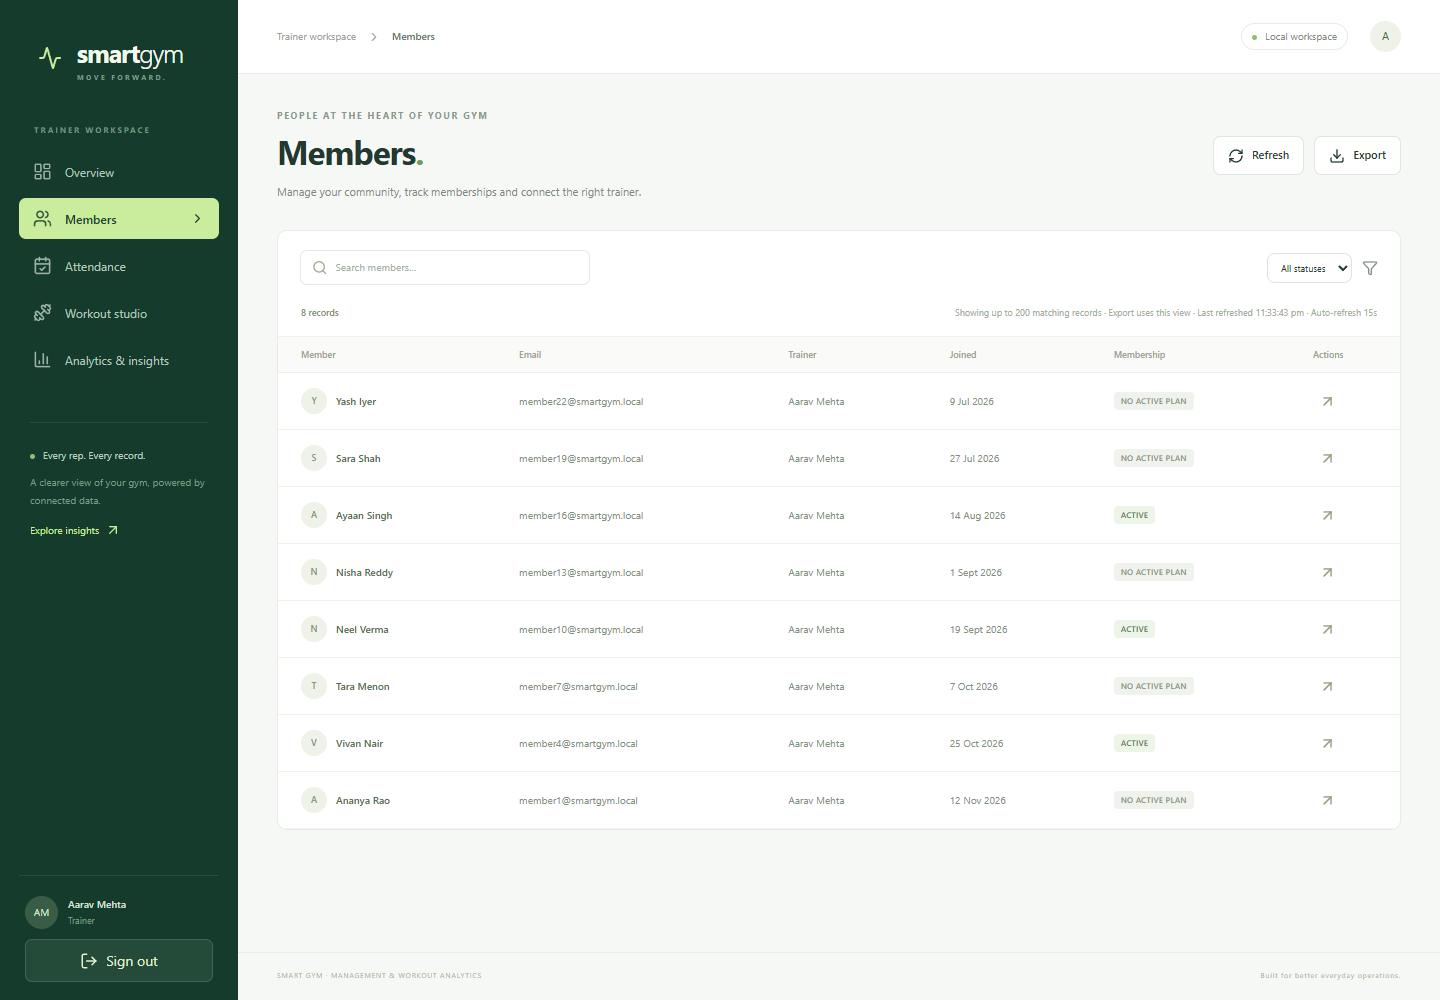 smartgym
MOVE FORWARD.
TRAINER WORKSPACE
Overview
Members
Attendance
Workout studio
Analytics & insights
Every rep. Every record.
A clearer view of your gym, powered by
connected data.
Explore insights
AM
Aarav Mehta
Trainer
Sign out
Trainer workspace Members
Local workspace
A
PEOPLE AT THE HEART OF YOUR GYM
Members.
Manage your community, track memberships and connect the right trainer.
Refresh
Export
Search members...
All statuses
8 records
Showing up to 200 matching records · Export uses this view · Last refreshed 11:33:43 pm · Auto-refresh 15s
Member Email Trainer Joined Membership Actions
Y Yash Iyer member22@smartgym.local Aarav Mehta 9 Jul 2026 NO ACTIVE PLAN
S Sara Shah member19@smartgym.local Aarav Mehta 27 Jul 2026 NO ACTIVE PLAN
A Ayaan Singh member16@smartgym.local Aarav Mehta 14 Aug 2026 ACTIVE
N Nisha Reddy member13@smartgym.local Aarav Mehta 1 Sept 2026 NO ACTIVE PLAN
N Neel Verma member10@smartgym.local Aarav Mehta 19 Sept 2026 ACTIVE
T Tara Menon member7@smartgym.local Aarav Mehta 7 Oct 2026 NO ACTIVE PLAN
V Vivan Nair member4@smartgym.local Aarav Mehta 25 Oct 2026 ACTIVE
A Ananya Rao member1@smartgym.local Aarav Mehta 12 Nov 2026 NO ACTIVE PLAN
SMART GYM · MANAGEMENT & WORKOUT ANALYTICS
Built for better everyday operations.